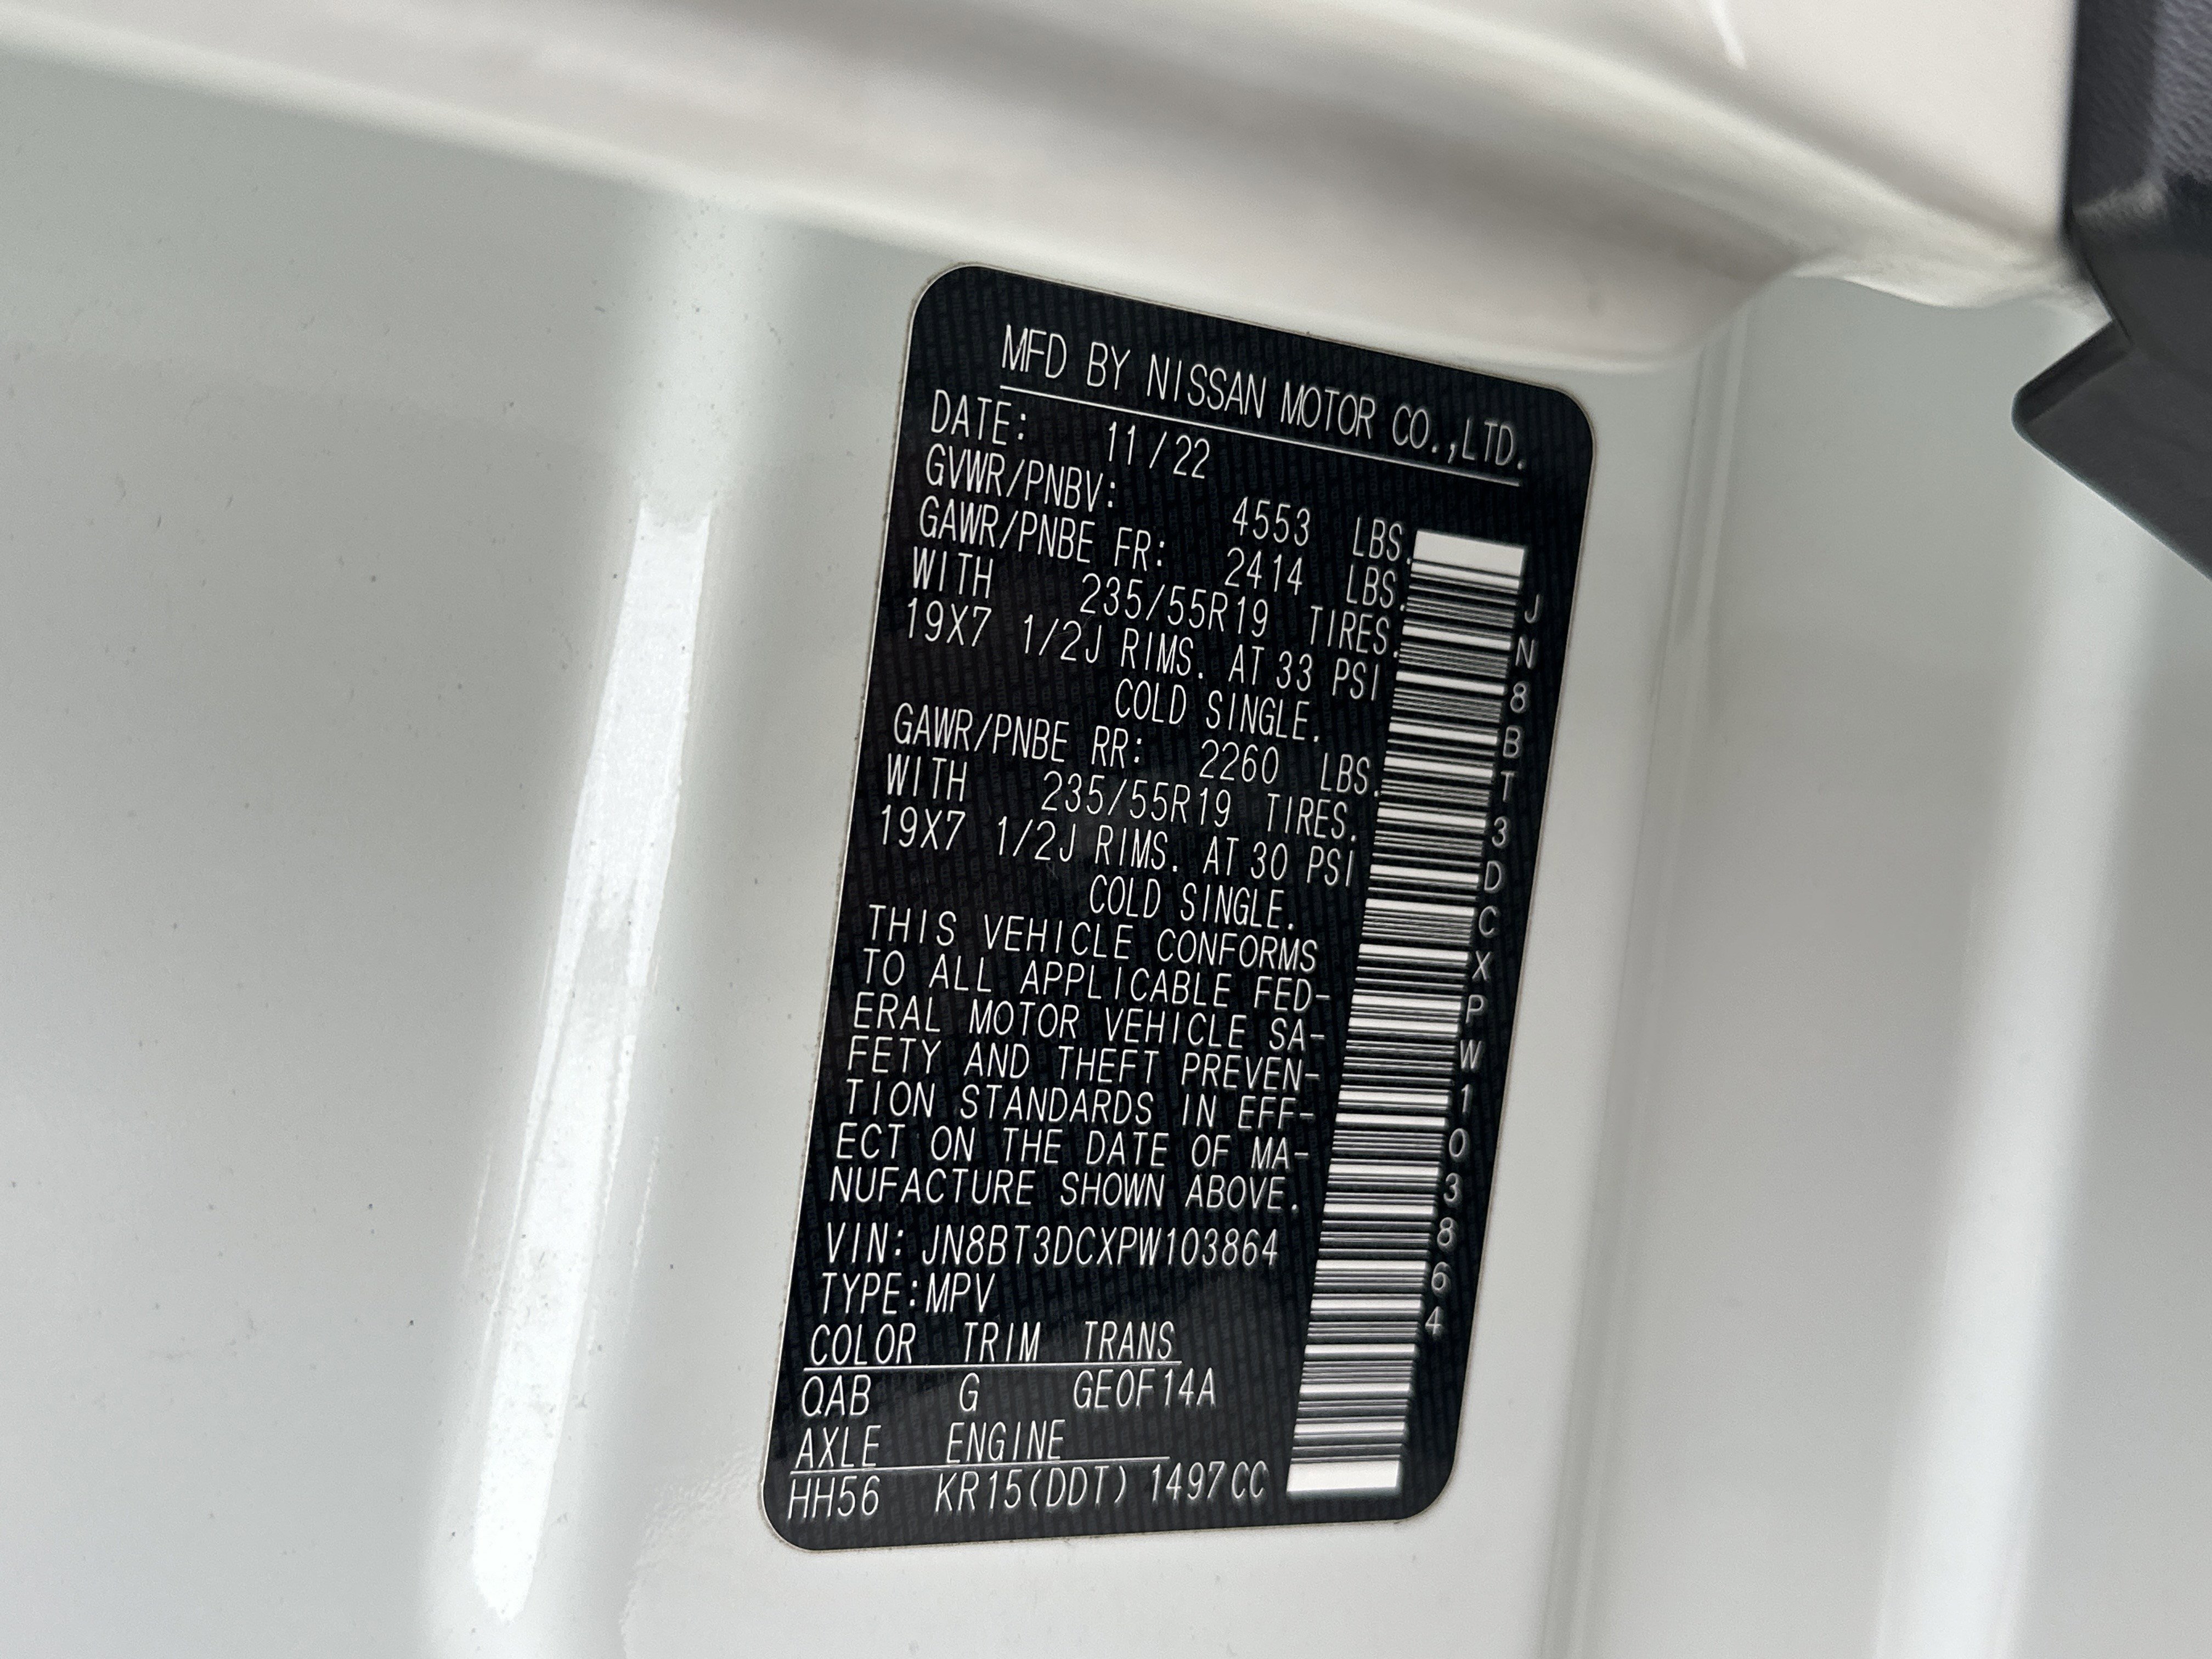 MFD BY NISSAN MOTOR CO.,LTD.
DATE: 11/22
GVWR/PNBV: 4553 LBS.
GAWR/PNBE FR: 2414 LBS.
WITH 235/55R19 TIRES.
19X7 1/2J RIMS. AT 33 PSI
COLD SINGLE.
GAWR/PNBE RR: 2260 LBS.
WITH 235/55R19 TIRES.
19X7 1/2J RIMS. AT 30 PSI
COLD SINGLE.
THIS VEHICLE CONFORMS
TO ALL APPLICABLE FED-
ERAL MOTOR VEHICLE SA-
FETY AND THEFT PREVEN-
TION STANDARDS IN EFF-
ECT ON THE DATE OF MA-
NUFACTURE SHOWN ABOVE.
VIN: JN8BT3DCXPW103864
TYPE:MPV
COLOR TRIM TRANS
QAB G GE0F14A
AXLE ENGINE
HH56 KR15(DDT) 1497CC
JN8BT3DCXPW103864